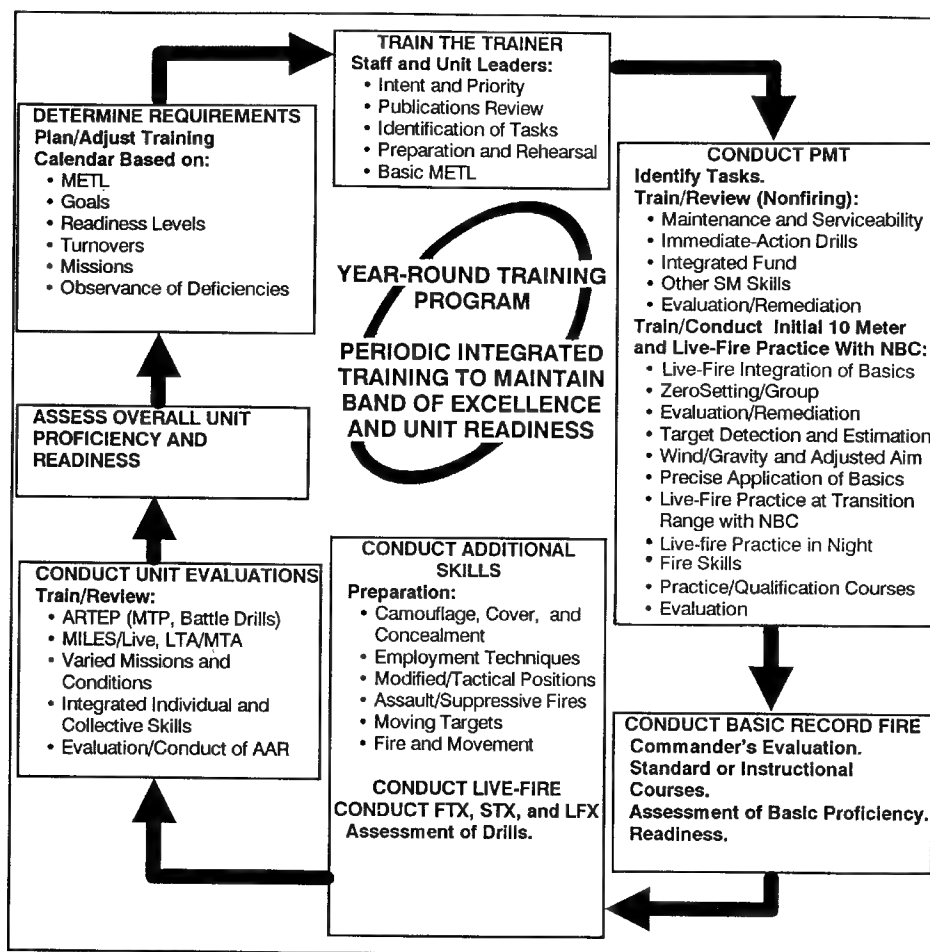 TRAIN THE TRAINER
Staff and Unit Leaders:
• Intent and Priority
• Publications Review
• Identification of Tasks
• Preparation and Rehearsal
• Basic METL
DETERMINE REQUIREMENTS
Plan/Adjust Training
Calendar Based on:
• METL
• Goals
• Readiness Levels
• Turnovers
• Missions
• Observance of Deficiencies
CONDUCT PMT
Identify Tasks.
Train/Review (Nonfiring):
• Maintenance and Serviceability
• Immediate-Action Drills
• Integrated Fund
• Other SM Skills
• Evaluation/Remediation
Train/Conduct Initial 10 Meter
and Live-Fire Practice With NBC:
• Live-Fire Integration of Basics
• ZeroSetting/Group
• Evaluation/Remediation
• Target Detection and Estimation
• Wind/Gravity and Adjusted Aim
• Precise Application of Basics
• Live-Fire Practice at Transition
Range with NBC
• Live-fire Practice in Night
• Fire Skills
• Practice/Qualification Courses
• Evaluation
YEAR-ROUND TRAINING
PROGRAM
PERIODIC INTEGRATED
TRAINING TO MAINTAIN
BAND OF EXCELLENCE
AND UNIT READINESS
ASSESS OVERALL UNIT
PROFICIENCY AND
READINESS
CONDUCT UNIT EVALUATIONS
Train/Review:
• ARTEP (MTP, Battle Drills)
• MILES/Live, LTA/MTA
• Varied Missions and
Conditions
• Integrated Individual and
Collective Skills
• Evaluation/Conduct of AAR
CONDUCT ADDITIONAL
SKILLS
Preparation:
• Camouflage, Cover, and
Concealment
• Employment Techniques
• Modified/Tactical Positions
• Assault/Suppressive Fires
• Moving Targets
• Fire and Movement
CONDUCT LIVE-FIRE
CONDUCT FTX, STX, and LFX
Assessment of Drills.
CONDUCT BASIC RECORD FIRE
Commander's Evaluation.
Standard or Instructional
Courses.
Assessment of Basic Proficiency.
Readiness.